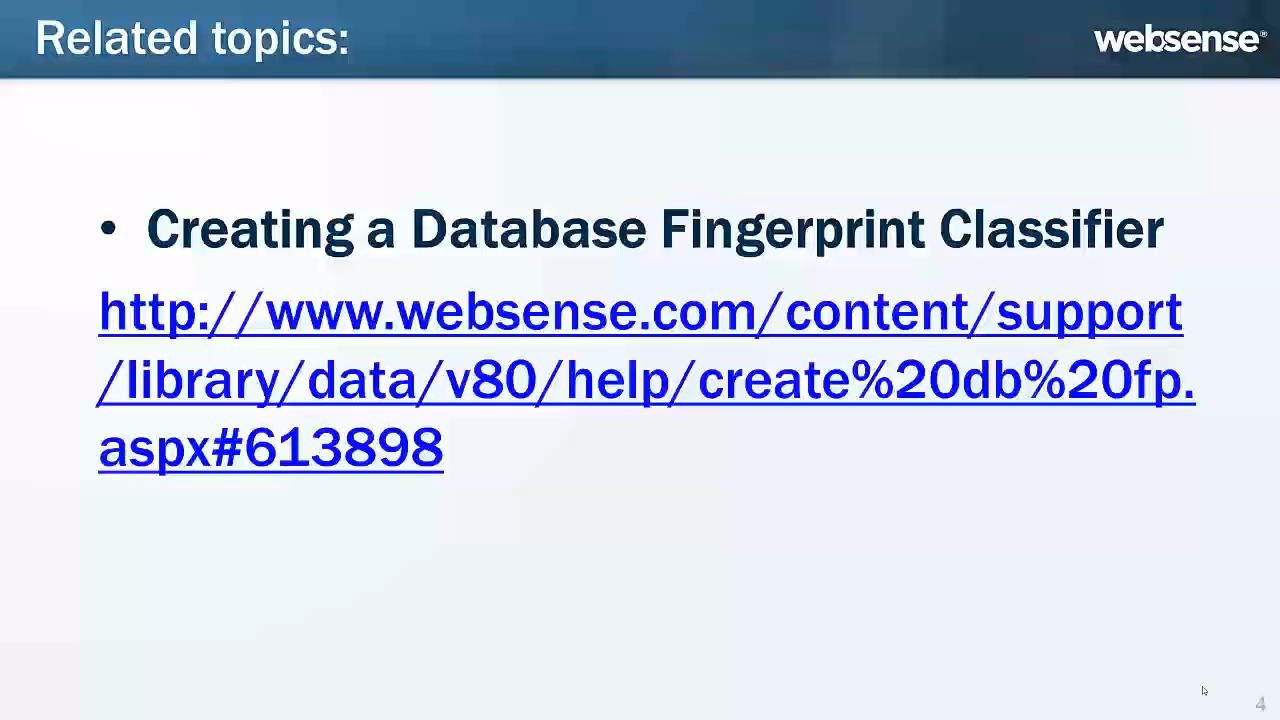 Related topics:
websense®
• Creating a Database Fingerprint Classifier
http://www.websense.com/content/support
/library/data/v80/help/create%20db%20fp.
aspx#613898
4